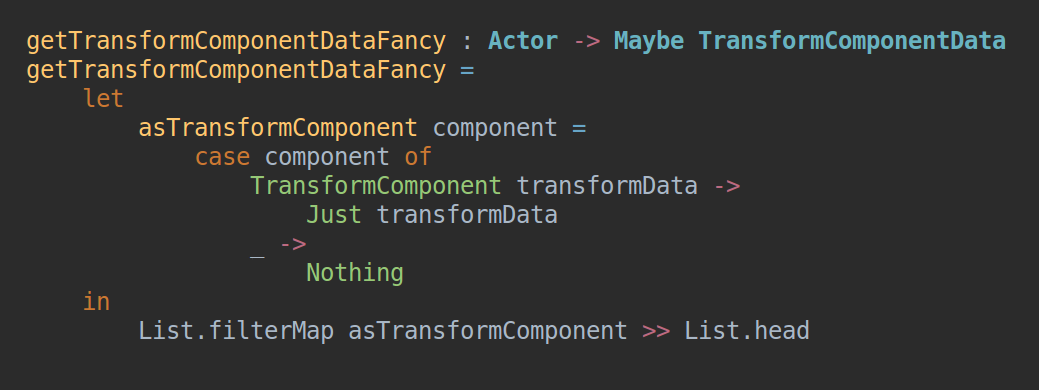 getTransformComponentDataFancy : Actor -> Maybe TransformComponentData
getTransformComponentDataFancy =
    let
        asTransformComponent component =
            case component of
                TransformComponent transformData ->
                    Just transformData
                _ ->
                    Nothing
    in
        List.filterMap asTransformComponent >> List.head